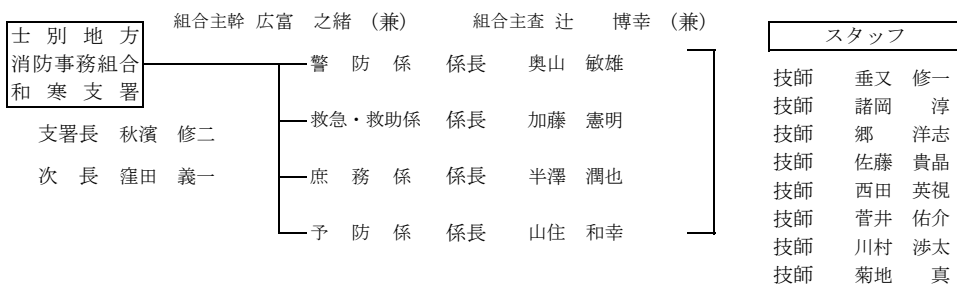 組合主幹 広富 之緒 (兼) 組合主査 辻 博幸 (兼)
士別地方
消防事務組合
和寒支署
支署長 秋濱 修二
次長 窪田 義一
警防係 係長 奥山 敏雄
救急・救助係 係長 加藤 憲明
庶務係 係長 半澤 潤也
予防係 係長 山住 和幸
スタッフ
技師 垂又 修一
技師 諸岡 淳
技師 郷 洋志
技師 佐藤 貴晶
技師 西田 英視
技師 菅井 佑介
技師 川村 渉太
技師 菊地 真